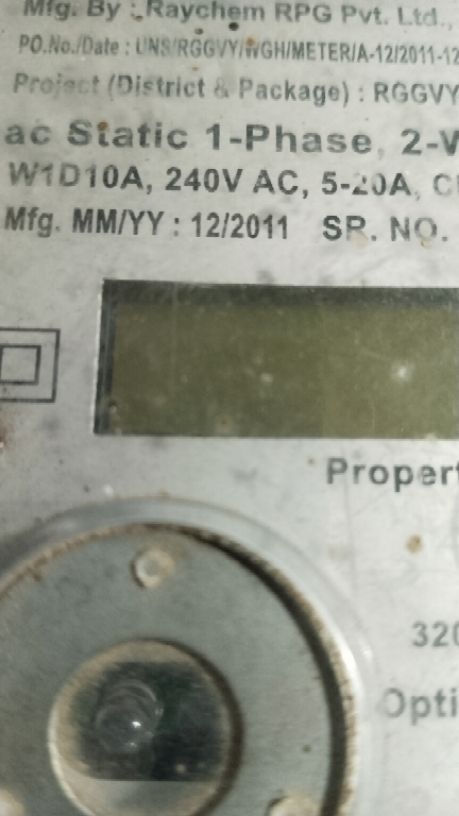 Mfg. By : Raychem RPG Pvt. Ltd.,
PO.No./Date : UNS/RGGVY/WGH/METER/A-12/2011-12
Project (District & Package) : RGGVY
ac Static 1-Phase, 2-W
W1D10A, 240V AC, 5-20A, Cl
Mfg. MM/YY : 12/2011 SR. NO.
Propert
320
Opti